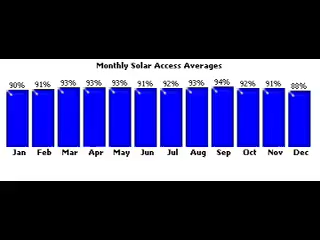 Monthly Solar Access Averages
90% 91% 93% 93% 93% 91% 92% 93% 94% 92% 91% 88%
Jan Feb Mar Apr May Jun Jul Aug Sep Oct Nov Dec